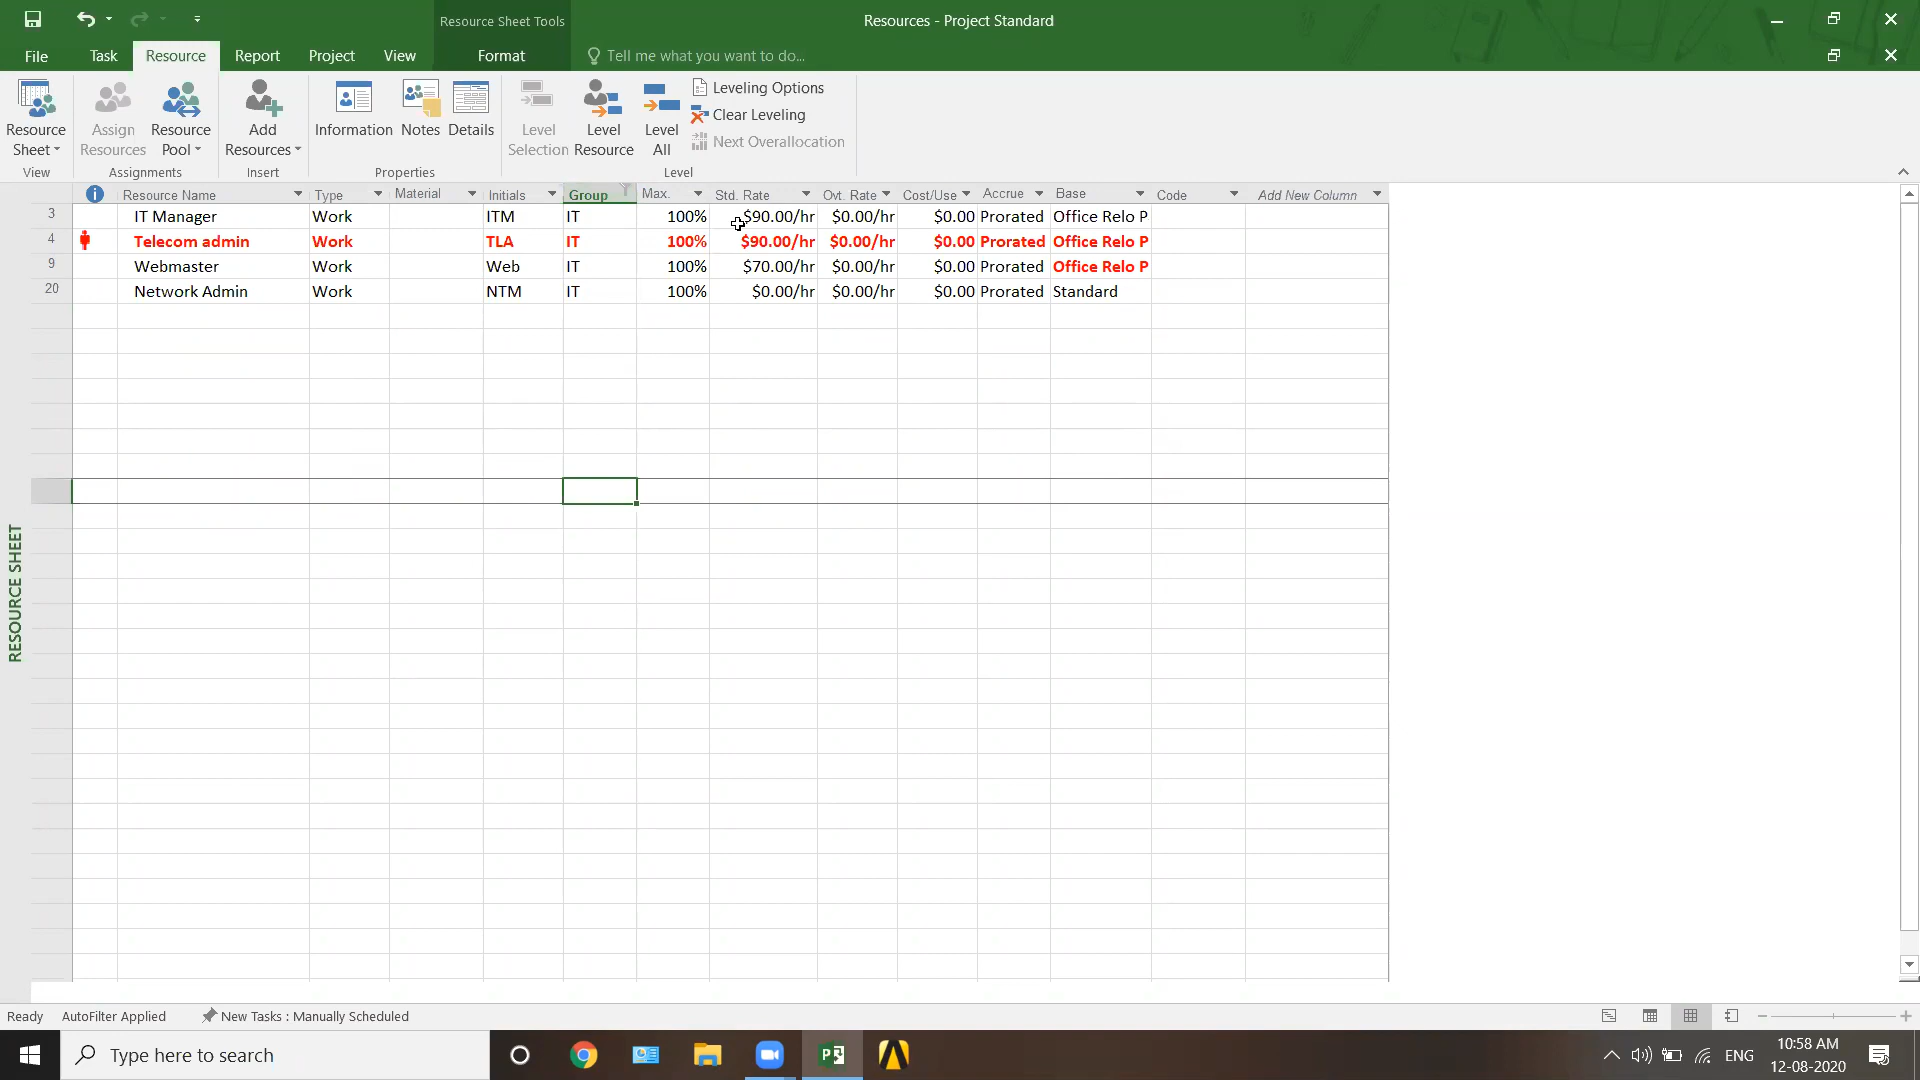 Resource Sheet Tools
Resources - Project Standard
File Task Resource Report Project View Format Tell me what you want to do...
Resource Sheet
Assign Resources
Resource Pool
Add Resources
Information
Notes
Details
Level Selection
Level Resource
Level All
Leveling Options
Clear Leveling
Next Overallocation
View Assignments Insert Properties Level
Resource Name Type Material Initials Group Max. Std. Rate Ovt. Rate Cost/Use Accrue Base Code Add New Column
3 IT Manager Work ITM IT 100% $90.00/hr $0.00/hr $0.00 Prorated Office Relo P
4 Telecom admin Work TLA IT 100% $90.00/hr $0.00/hr $0.00 Prorated Office Relo P
9 Webmaster Work Web IT 100% $70.00/hr $0.00/hr $0.00 Prorated Office Relo P
20 Network Admin Work NTM IT 100% $0.00/hr $0.00/hr $0.00 Prorated Standard
RESOURCE SHEET
Ready AutoFilter Applied New Tasks : Manually Scheduled
Type here to search
ENG
10:58 AM
12-08-2020